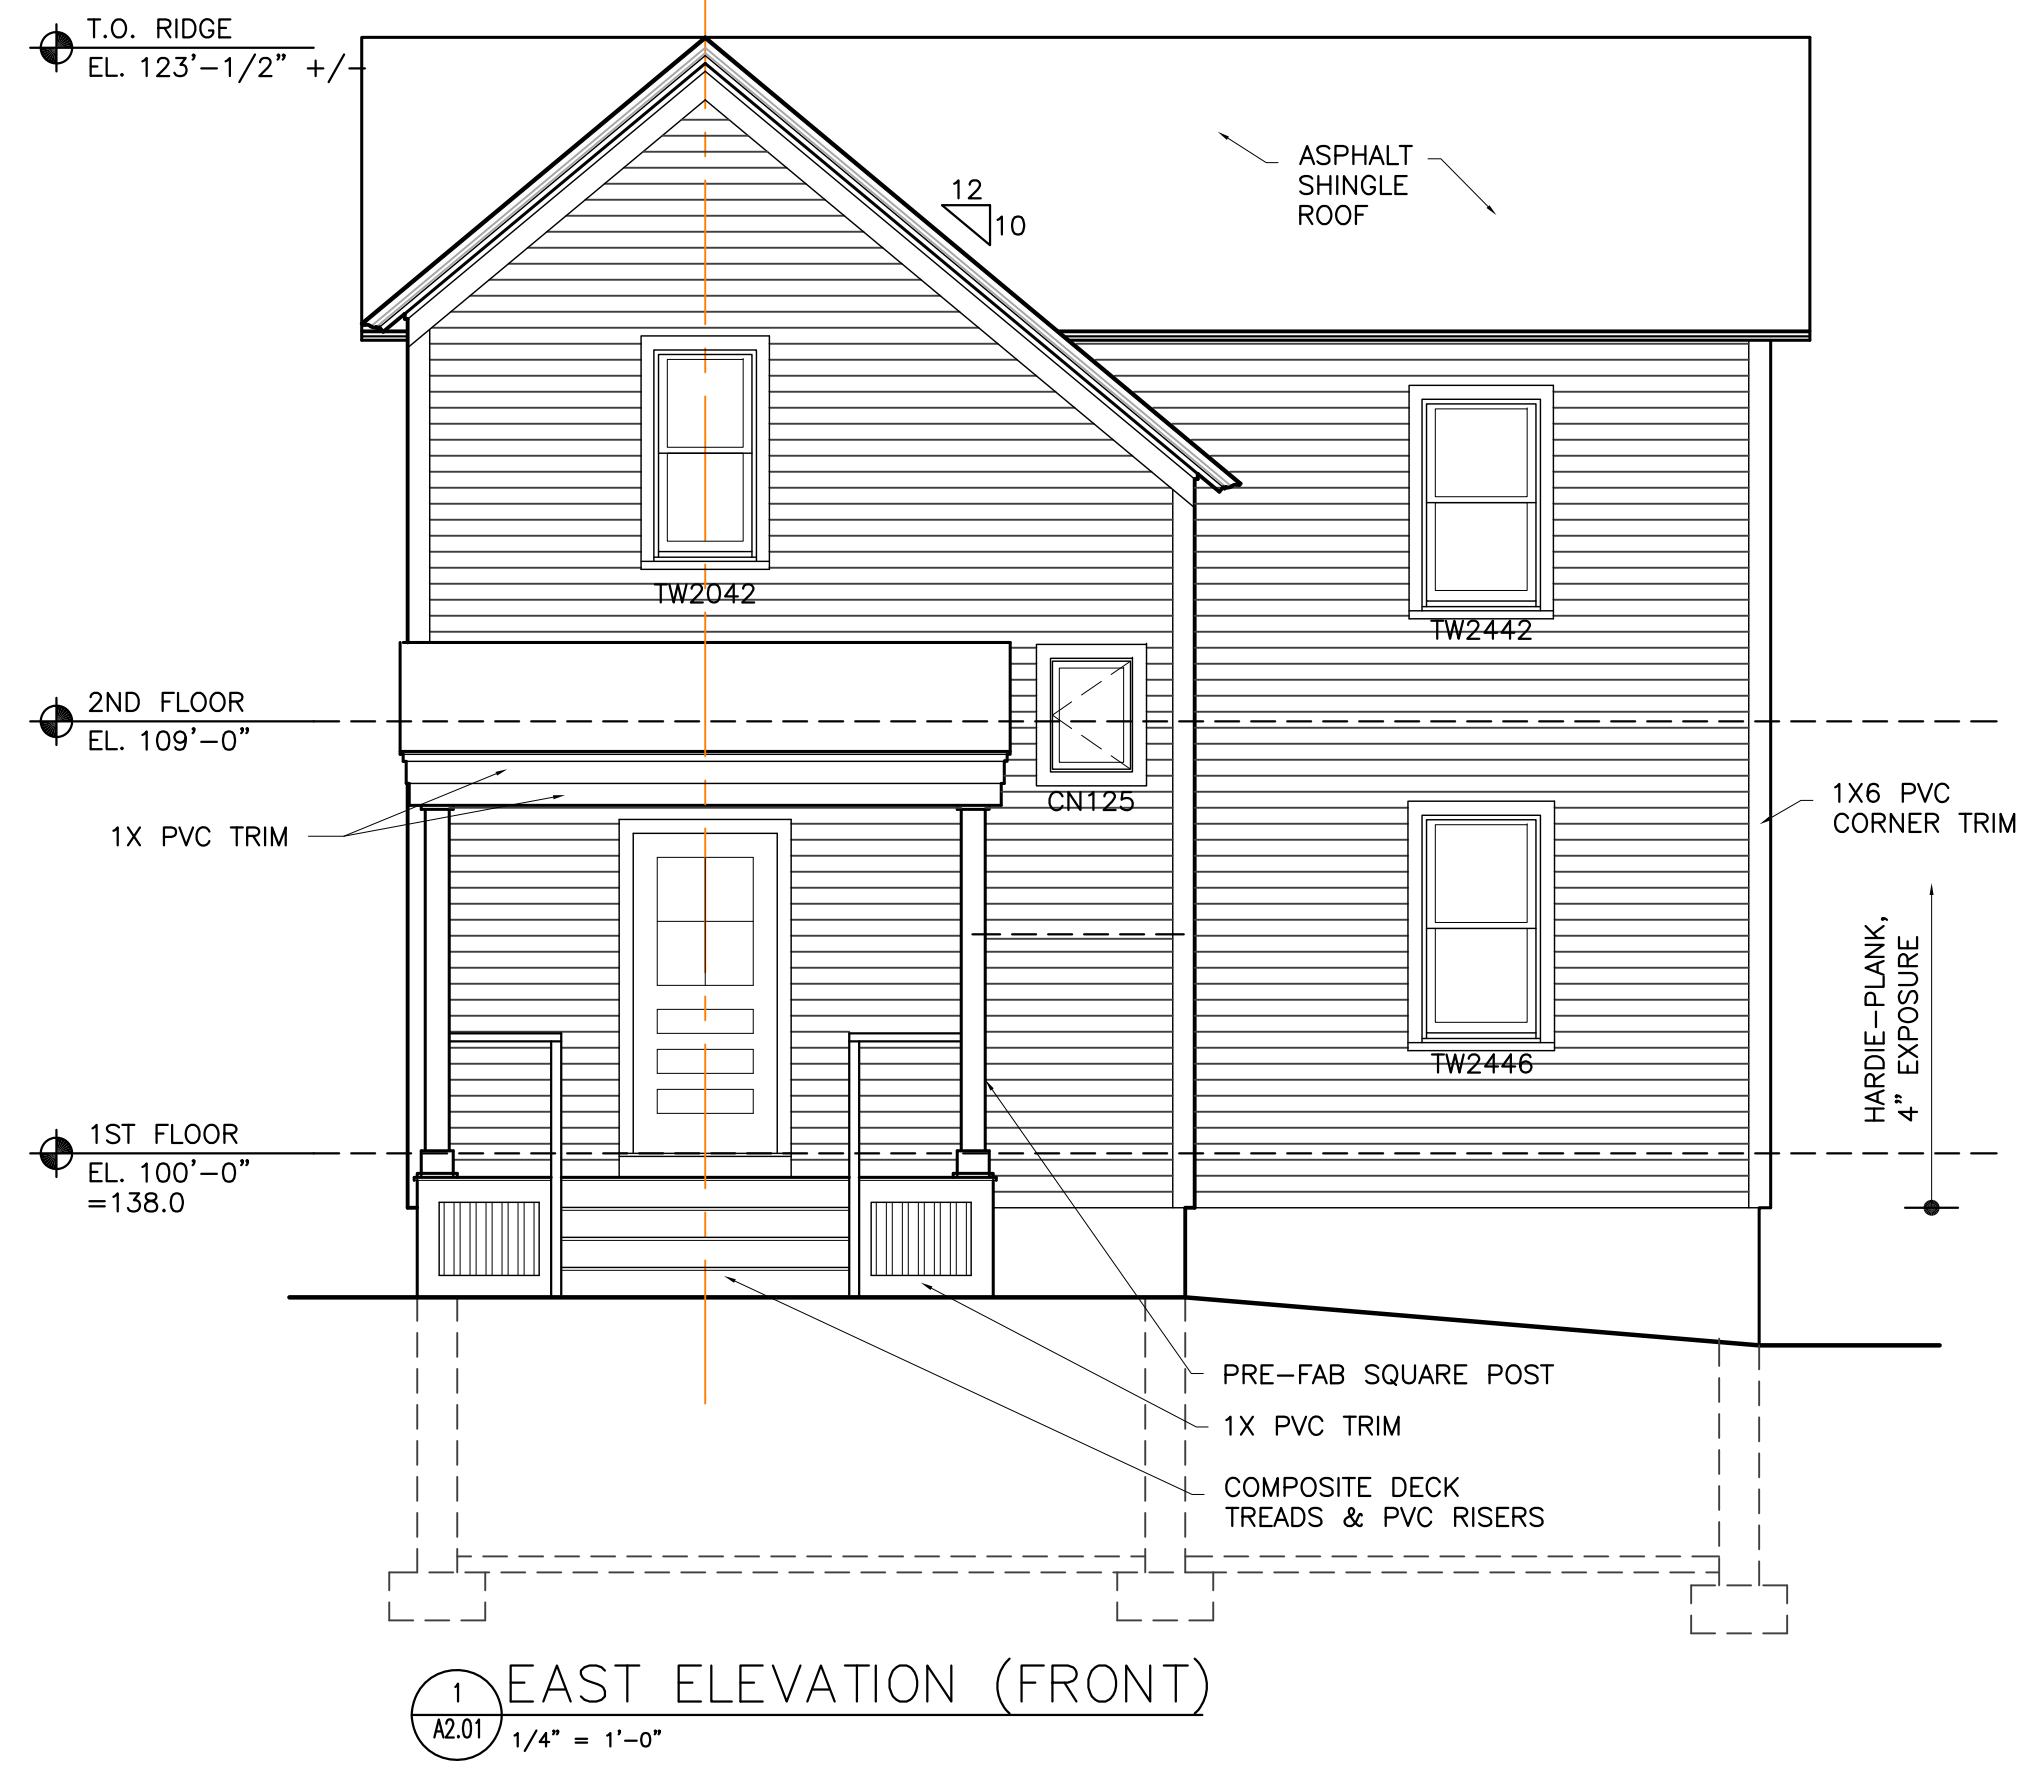 T.O. RIDGE
EL. 123'-1/2" +/-
12
10
ASPHALT
SHINGLE
ROOF
TW2042
TW2442
2ND FLOOR
EL. 109'-0"
CN125
1X PVC TRIM
1X6 PVC
CORNER TRIM
HARDIE-PLANK,
4" EXPOSURE
TW2446
1ST FLOOR
EL. 100'-0"
=138.0
PRE-FAB SQUARE POST
1X PVC TRIM
COMPOSITE DECK
TREADS & PVC RISERS
1
A2.01
EAST ELEVATION (FRONT)
1/4" = 1'-0"